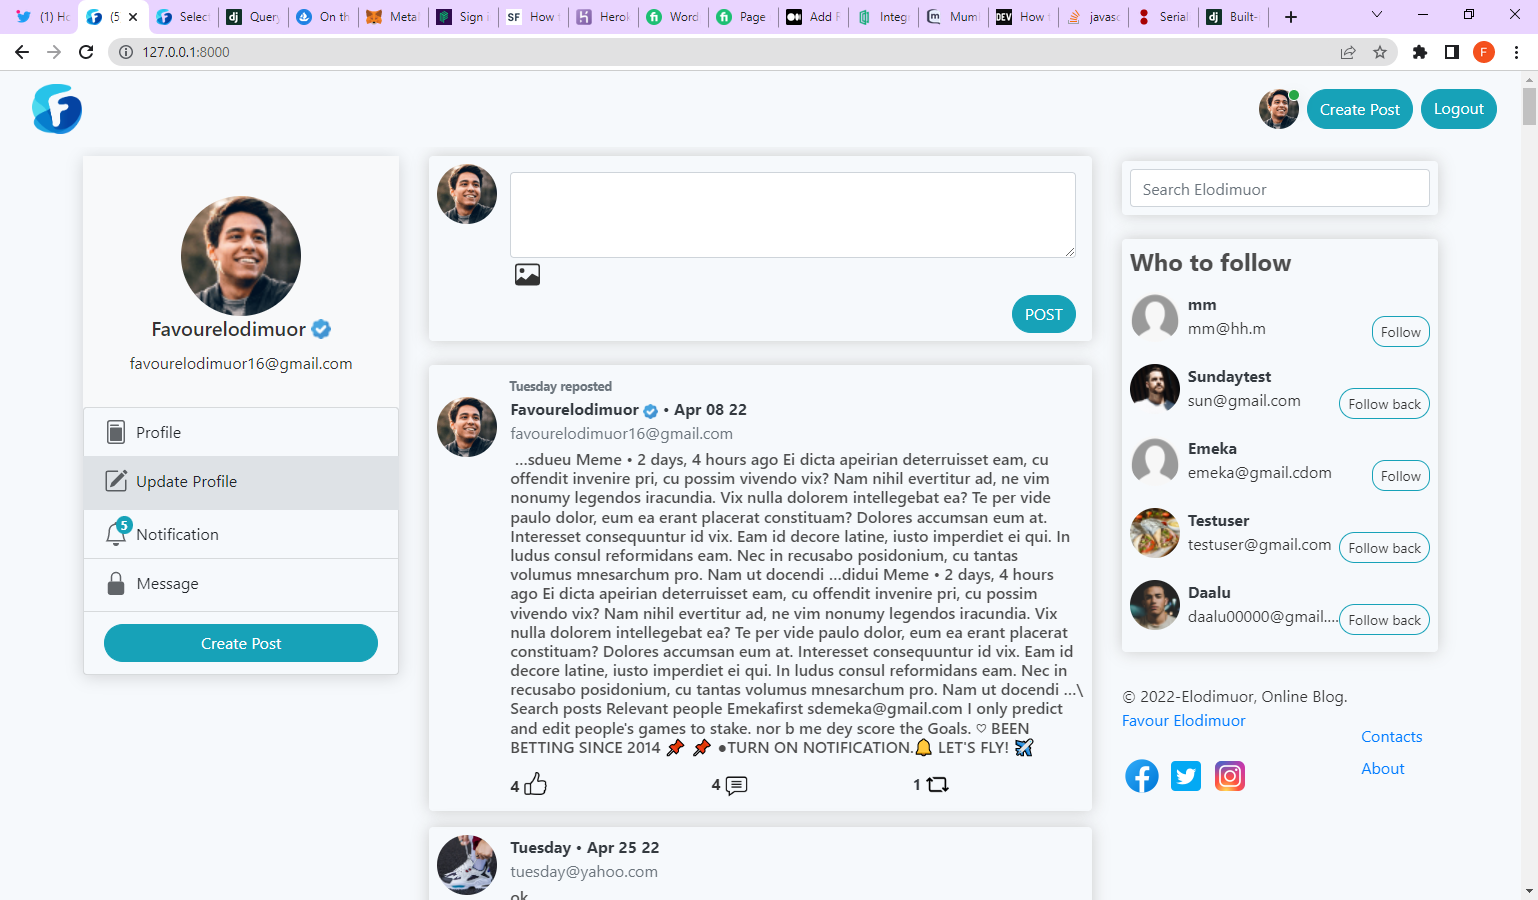 (1) Ho
(5
Select
Query
On th
Metal
Sign i
How t
Herok
Word
Page
Add F
Integ
Mum
How t
javasc
Serial
Built-
127.0.0.1:8000
F
Create Post
Logout
Favourelodimuor
favourelodimuor16@gmail.com
Profile
Update Profile
5
Notification
Message
Create Post
POST
Tuesday reposted
Favourelodimuor • Apr 08 22
favourelodimuor16@gmail.com
...sdueu Meme • 2 days, 4 hours ago Ei dicta apeirian deterruisset eam, cu
offendit invenire pri, cu possim vivendo vix? Nam nihil evertitur ad, ne vim
nonumy legendos iracundia. Vix nulla dolorem intellegebat ea? Te per vide
paulo dolor, eum ea erant placerat constituam? Dolores accumsan eum at.
Interesset consequuntur id vix. Eam id decore latine, iusto imperdiet ei qui. In
ludus consul reformidans eam. Nec in recusabo posidonium, cu tantas
volumus mnesarchum pro. Nam ut docendi ...didui Meme • 2 days, 4 hours
ago Ei dicta apeirian deterruisset eam, cu offendit invenire pri, cu possim
vivendo vix? Nam nihil evertitur ad, ne vim nonumy legendos iracundia. Vix
nulla dolorem intellegebat ea? Te per vide paulo dolor, eum ea erant placerat
constituam? Dolores accumsan eum at. Interesset consequuntur id vix. Eam id
decore latine, iusto imperdiet ei qui. In ludus consul reformidans eam. Nec in
recusabo posidonium, cu tantas volumus mnesarchum pro. Nam ut docendi ...\
Search posts Relevant people Emekafirst sdemeka@gmail.com I only predict
and edit people's games to stake. nor b me dey score the Goals. ♡ BEEN
BETTING SINCE 2014 📌 📌 ●TURN ON NOTIFICATION.🔔 LET'S FLY! ✈️
4
4
1
Tuesday • Apr 25 22
tuesday@yahoo.com
ok
Search Elodimuor
Who to follow
mm
mm@hh.m
Follow
Sundaytest
sun@gmail.com
Follow back
Emeka
emeka@gmail.cdom
Follow
Testuser
testuser@gmail.com
Follow back
Daalu
daalu00000@gmail....
Follow back
© 2022-Elodimuor, Online Blog.
Favour Elodimuor
Contacts
About